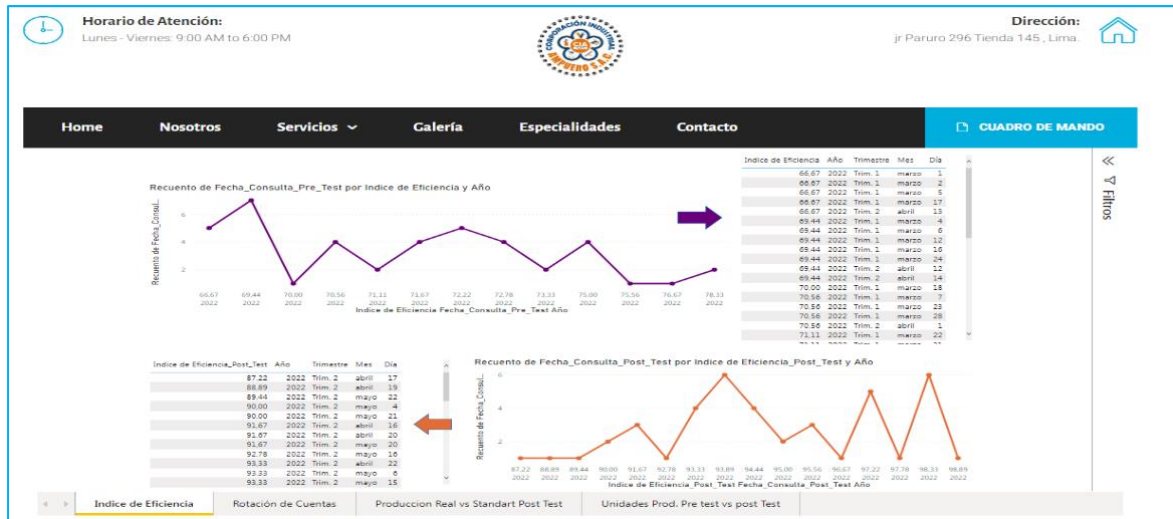 Horario de Atención:
Lunes - Viernes: 9:00 AM to 6:00 PM
CORPORACIÓN INDUSTRIAL
CIA
AMPUERO S.A.C.
Dirección:
jr Paruro 296 Tienda 145 , Lima.
Home Nosotros Servicios Galería Especialidades Contacto CUADRO DE MANDO
Recuento de Fecha_Consulta_Pre_Test por Indice de Eficiencia y Año
Recuento de Fecha_Consul...
6
4
2
66,67 69,44 70,00 70,56 71,11 71,67 72,22 72,78 73,33 75,00 75,56 76,67 78,33
2022 2022 2022 2022 2022 2022 2022 2022 2022 2022 2022 2022 2022
Indice de Eficiencia Fecha_Consulta_Pre_Test Año
Indice de Eficiencia Año Trimestre Mes Día
66,67 2022 Trim. 1 marzo 1
66,67 2022 Trim. 1 marzo 2
66,67 2022 Trim. 1 marzo 5
66,67 2022 Trim. 1 marzo 17
66,67 2022 Trim. 2 abril 13
69,44 2022 Trim. 1 marzo 4
69,44 2022 Trim. 1 marzo 6
69,44 2022 Trim. 1 marzo 12
69,44 2022 Trim. 1 marzo 16
69,44 2022 Trim. 1 marzo 24
69,44 2022 Trim. 2 abril 12
69,44 2022 Trim. 2 abril 14
70,00 2022 Trim. 1 marzo 18
70,56 2022 Trim. 1 marzo 7
70,56 2022 Trim. 1 marzo 23
70,56 2022 Trim. 1 marzo 28
70,56 2022 Trim. 2 abril 1
71,11 2022 Trim. 1 marzo 22
Filtros
Indice de Eficiencia_Post_Test Año Trimestre Mes Día
87,22 2022 Trim. 2 abril 17
88,89 2022 Trim. 2 abril 19
89,44 2022 Trim. 2 mayo 22
90,00 2022 Trim. 2 mayo 4
90,00 2022 Trim. 2 mayo 21
91,67 2022 Trim. 2 abril 16
91,67 2022 Trim. 2 abril 20
91,67 2022 Trim. 2 mayo 20
92,78 2022 Trim. 2 mayo 18
93,33 2022 Trim. 2 abril 22
93,33 2022 Trim. 2 mayo 6
93,33 2022 Trim. 2 mayo 15
Recuento de Fecha_Consulta_Post_Test por Indice de Eficiencia_Post_Test y Año
Recuento de Fecha_Consul...
6
4
2
87,22 88,89 89,44 90,00 91,67 92,78 93,33 93,89 94,44 95,00 95,56 96,67 97,22 97,78 98,33 98,89
2022 2022 2022 2022 2022 2022 2022 2022 2022 2022 2022 2022 2022 2022 2022 2022
Indice de Eficiencia_Post_Test Fecha_Consulta_Post_Test Año
Indice de Eficiencia Rotación de Cuentas Produccion Real vs Standart Post Test Unidades Prod. Pre test vs post Test